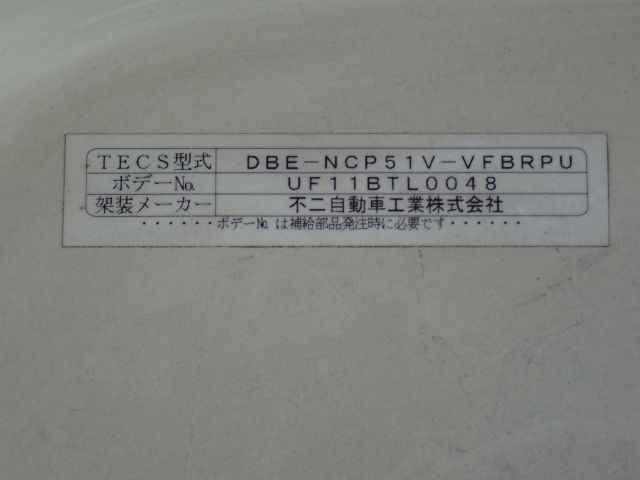 TECS型式 DBE-NCP51V-VFBRPU
ボデーNo. UF11BTL0048
架装メーカー 不二自動車工業株式会社
・・・・・・ボデーNo. は補給部品発注時に必要です・・・・・・